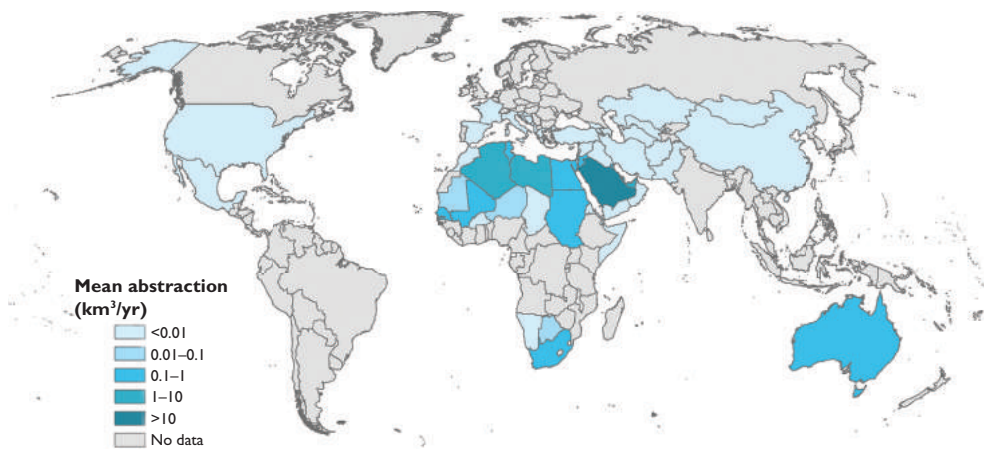 Mean abstraction
(km³/yr)
<0.01
0.01–0.1
0.1–1
1–10
>10
No data